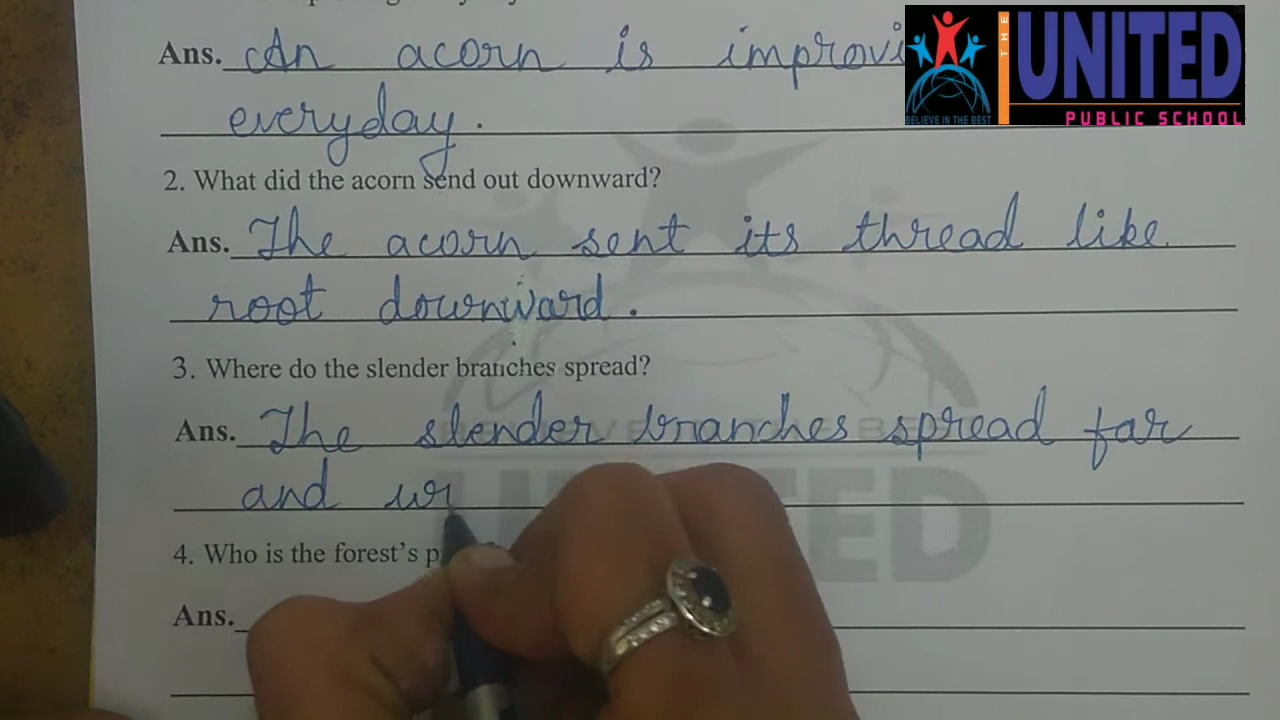 Ans. An acorn is
everyday.
2. What did the acorn send out downward?
Ans. The acorn sent its thread like
root downward.
3. Where do the slender branches spread?
Ans. The slender branches spread far
and
4. Who is the forest's
Ans.
THE UNITED
PUBLIC SCHOOL
BELIEVE IN THE BEST
UNITED